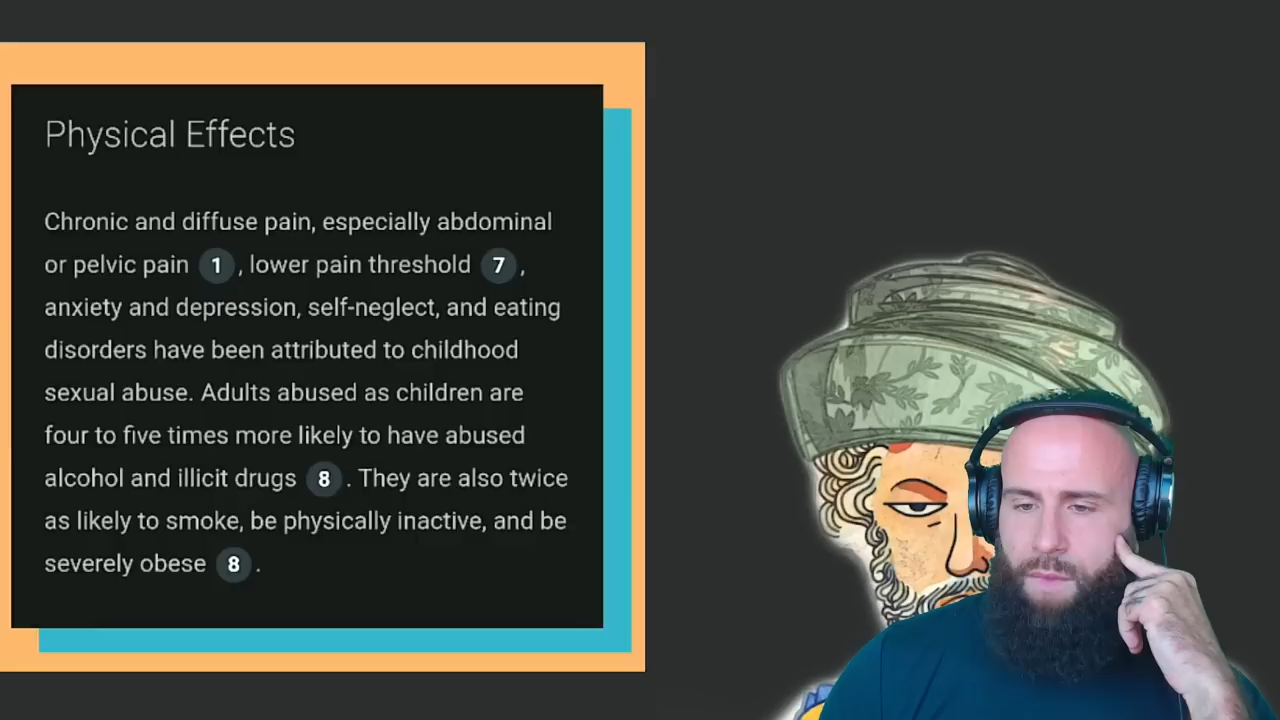 Physical Effects
Chronic and diffuse pain, especially abdominal
or pelvic pain 1 , lower pain threshold 7 ,
anxiety and depression, self-neglect, and eating
disorders have been attributed to childhood
sexual abuse. Adults abused as children are
four to five times more likely to have abused
alcohol and illicit drugs 8 . They are also twice
as likely to smoke, be physically inactive, and be
severely obese 8 .